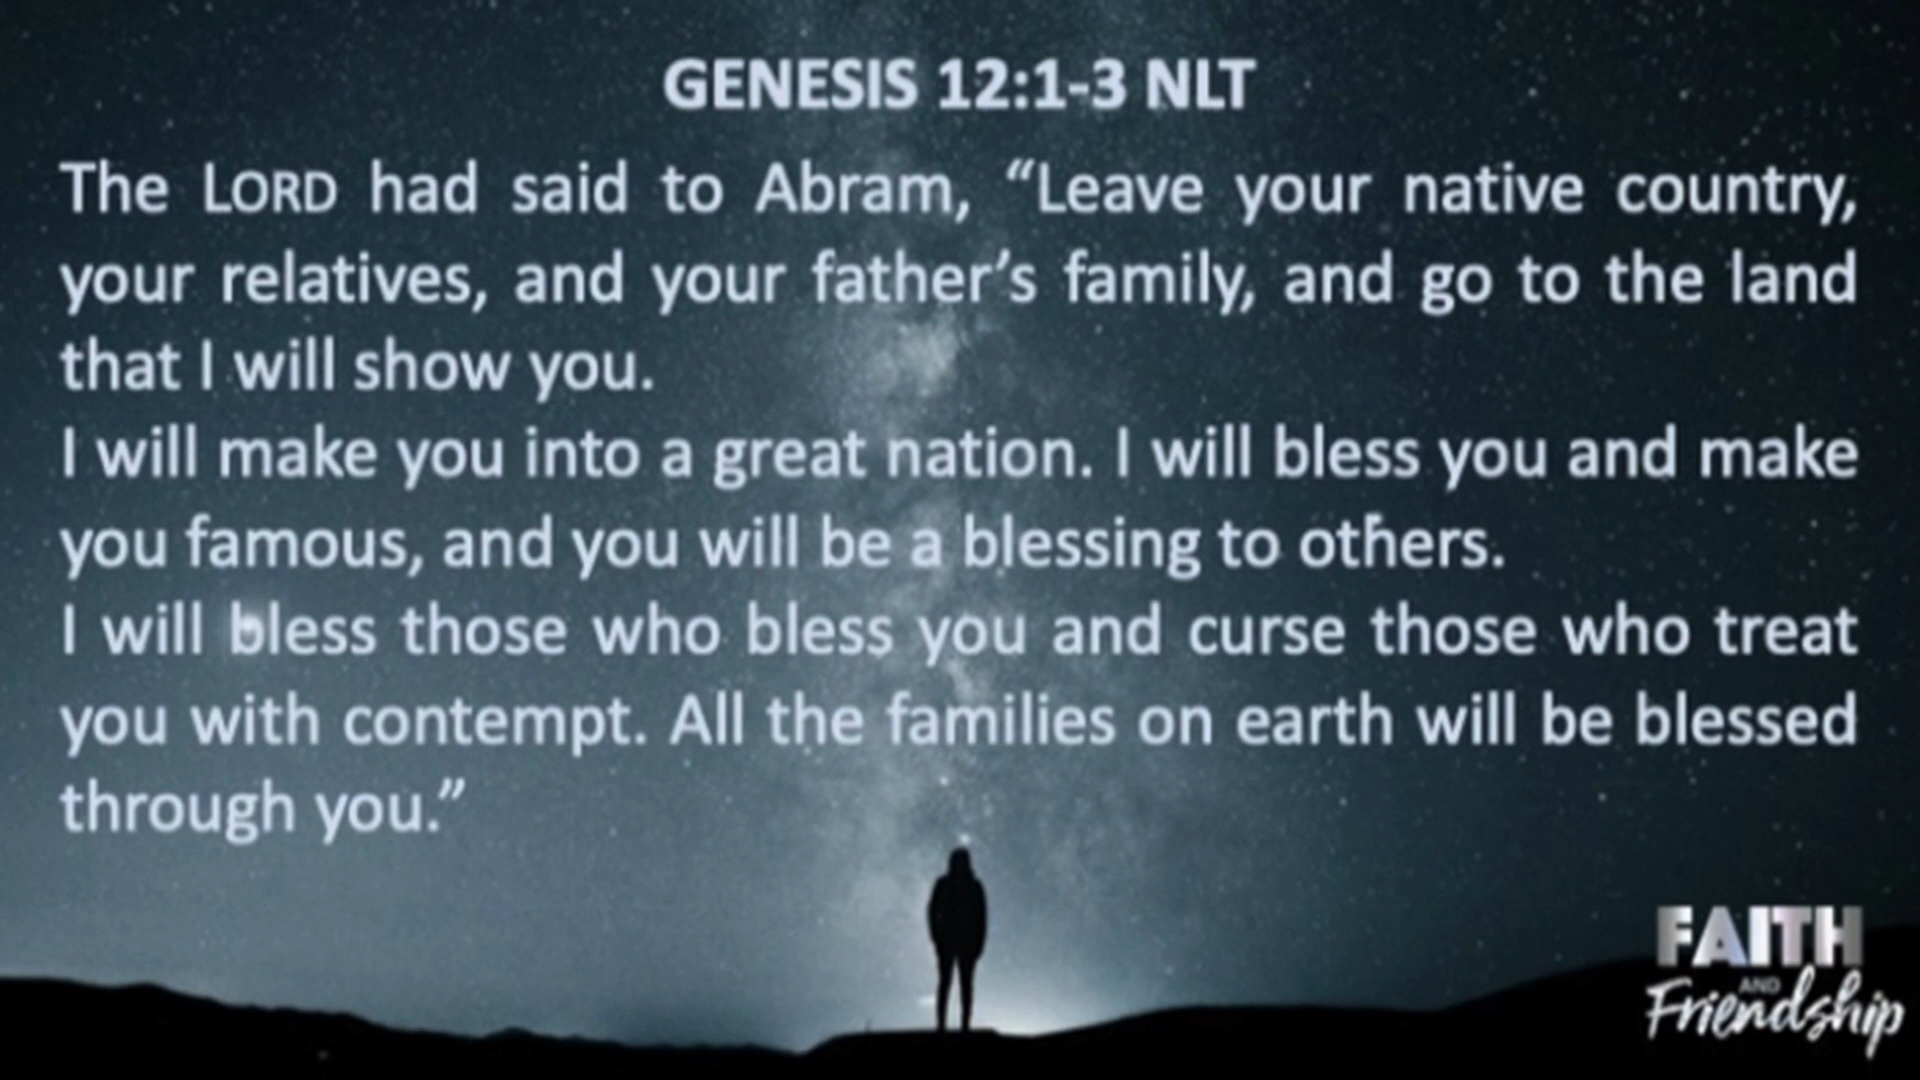 GENESIS 12:1-3 NLT
The LORD had said to Abram, “Leave your native country,
your relatives, and your father’s family, and go to the land
that I will show you.
I will make you into a great nation. I will bless you and make
you famous, and you will be a blessing to others.
I will bless those who bless you and curse those who treat
you with contempt. All the families on earth will be blessed
through you.”
FAITH
AND
Friendship